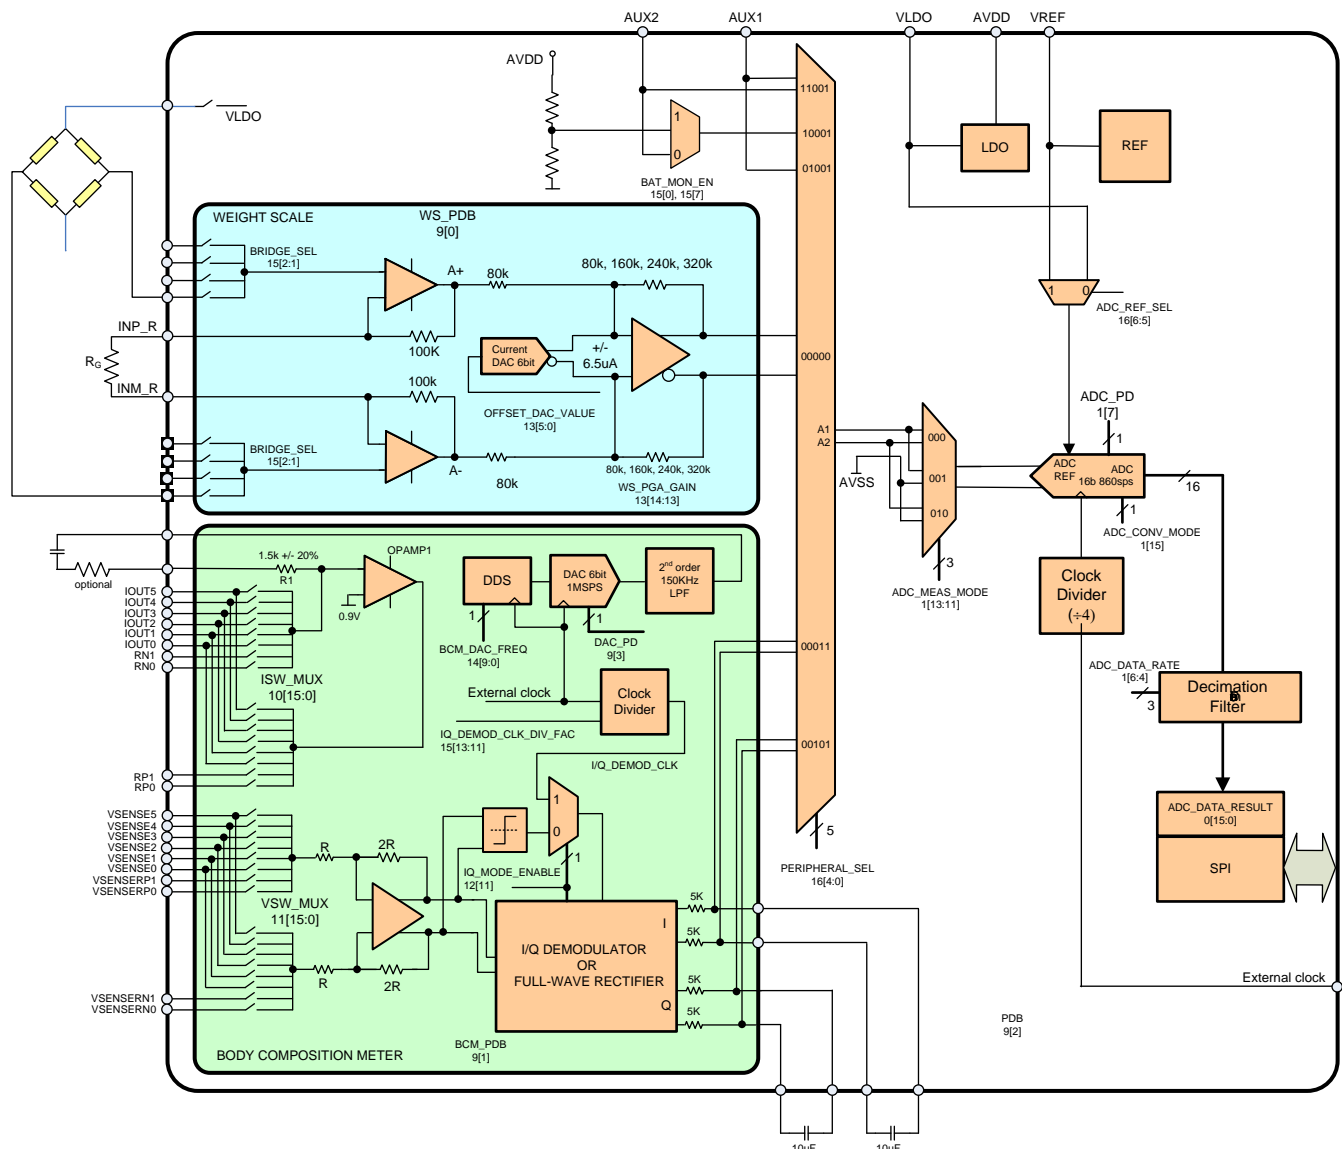 AUX2
AUX1
VLDO
AVDD
VREF
AVDD
VLDO
1
0
BAT_MON_EN
15[0], 15[7]
11001
10001
01001
LDO
REF
WEIGHT SCALE
WS_PDB
9[0]
BRIDGE_SEL
15[2:1]
A+
80k
80k, 160k, 240k, 320k
1 0
ADC_REF_SEL
16[6:5]
INP_R
100K
RG
Current
DAC 6bit
+/-
6.5uA
00000
INM_R
100k
OFFSET_DAC_VALUE
13[5:0]
ADC_PD
1[7]
1
A1
A2
000
001
010
AVSS
BRIDGE_SEL
15[2:1]
A-
80k
80k, 160k, 240k, 320k
WS_PGA_GAIN
13[14:13]
ADC
REF
ADC
16b 860sps
16
1
ADC_CONV_MODE
1[15]
3
ADC_MEAS_MODE
1[13:11]
optional
1.5k +/- 20%
R1
OPAMP1
0.9V
DDS
DAC 6bit
1MSPS
2nd order
150KHz
LPF
Clock
Divider
(÷4)
IOUT5
IOUT4
IOUT3
IOUT2
IOUT1
IOUT0
RN1
RN0
1
BCM_DAC_FREQ
14[9:0]
1
DAC_PD
9[3]
00011
ISW_MUX
10[15:0]
External clock
Clock
Divider
IQ_DEMOD_CLK_DIV_FAC
15[13:11]
I/Q_DEMOD_CLK
ADC_DATA_RATE
1[6:4]
3
Decimation
Filter
00101
RP1
RP0
VSENSE5
VSENSE4
VSENSE3
VSENSE2
VSENSE1
VSENSE0
VSENSERP1
VSENSERP0
1
0
1
IQ_MODE_ENABLE
12[11]
R
2R
VSW_MUX
11[15:0]
5
PERIPHERAL_SEL
16[4:0]
ADC_DATA_RESULT
0[15:0]
SPI
R
2R
I/Q DEMODULATOR
OR
FULL-WAVE RECTIFIER
I
Q
5K
5K
5K
5K
VSENSERN1
VSENSERN0
External clock
PDB
9[2]
BODY COMPOSITION METER
BCM_PDB
9[1]
10uF
10uF